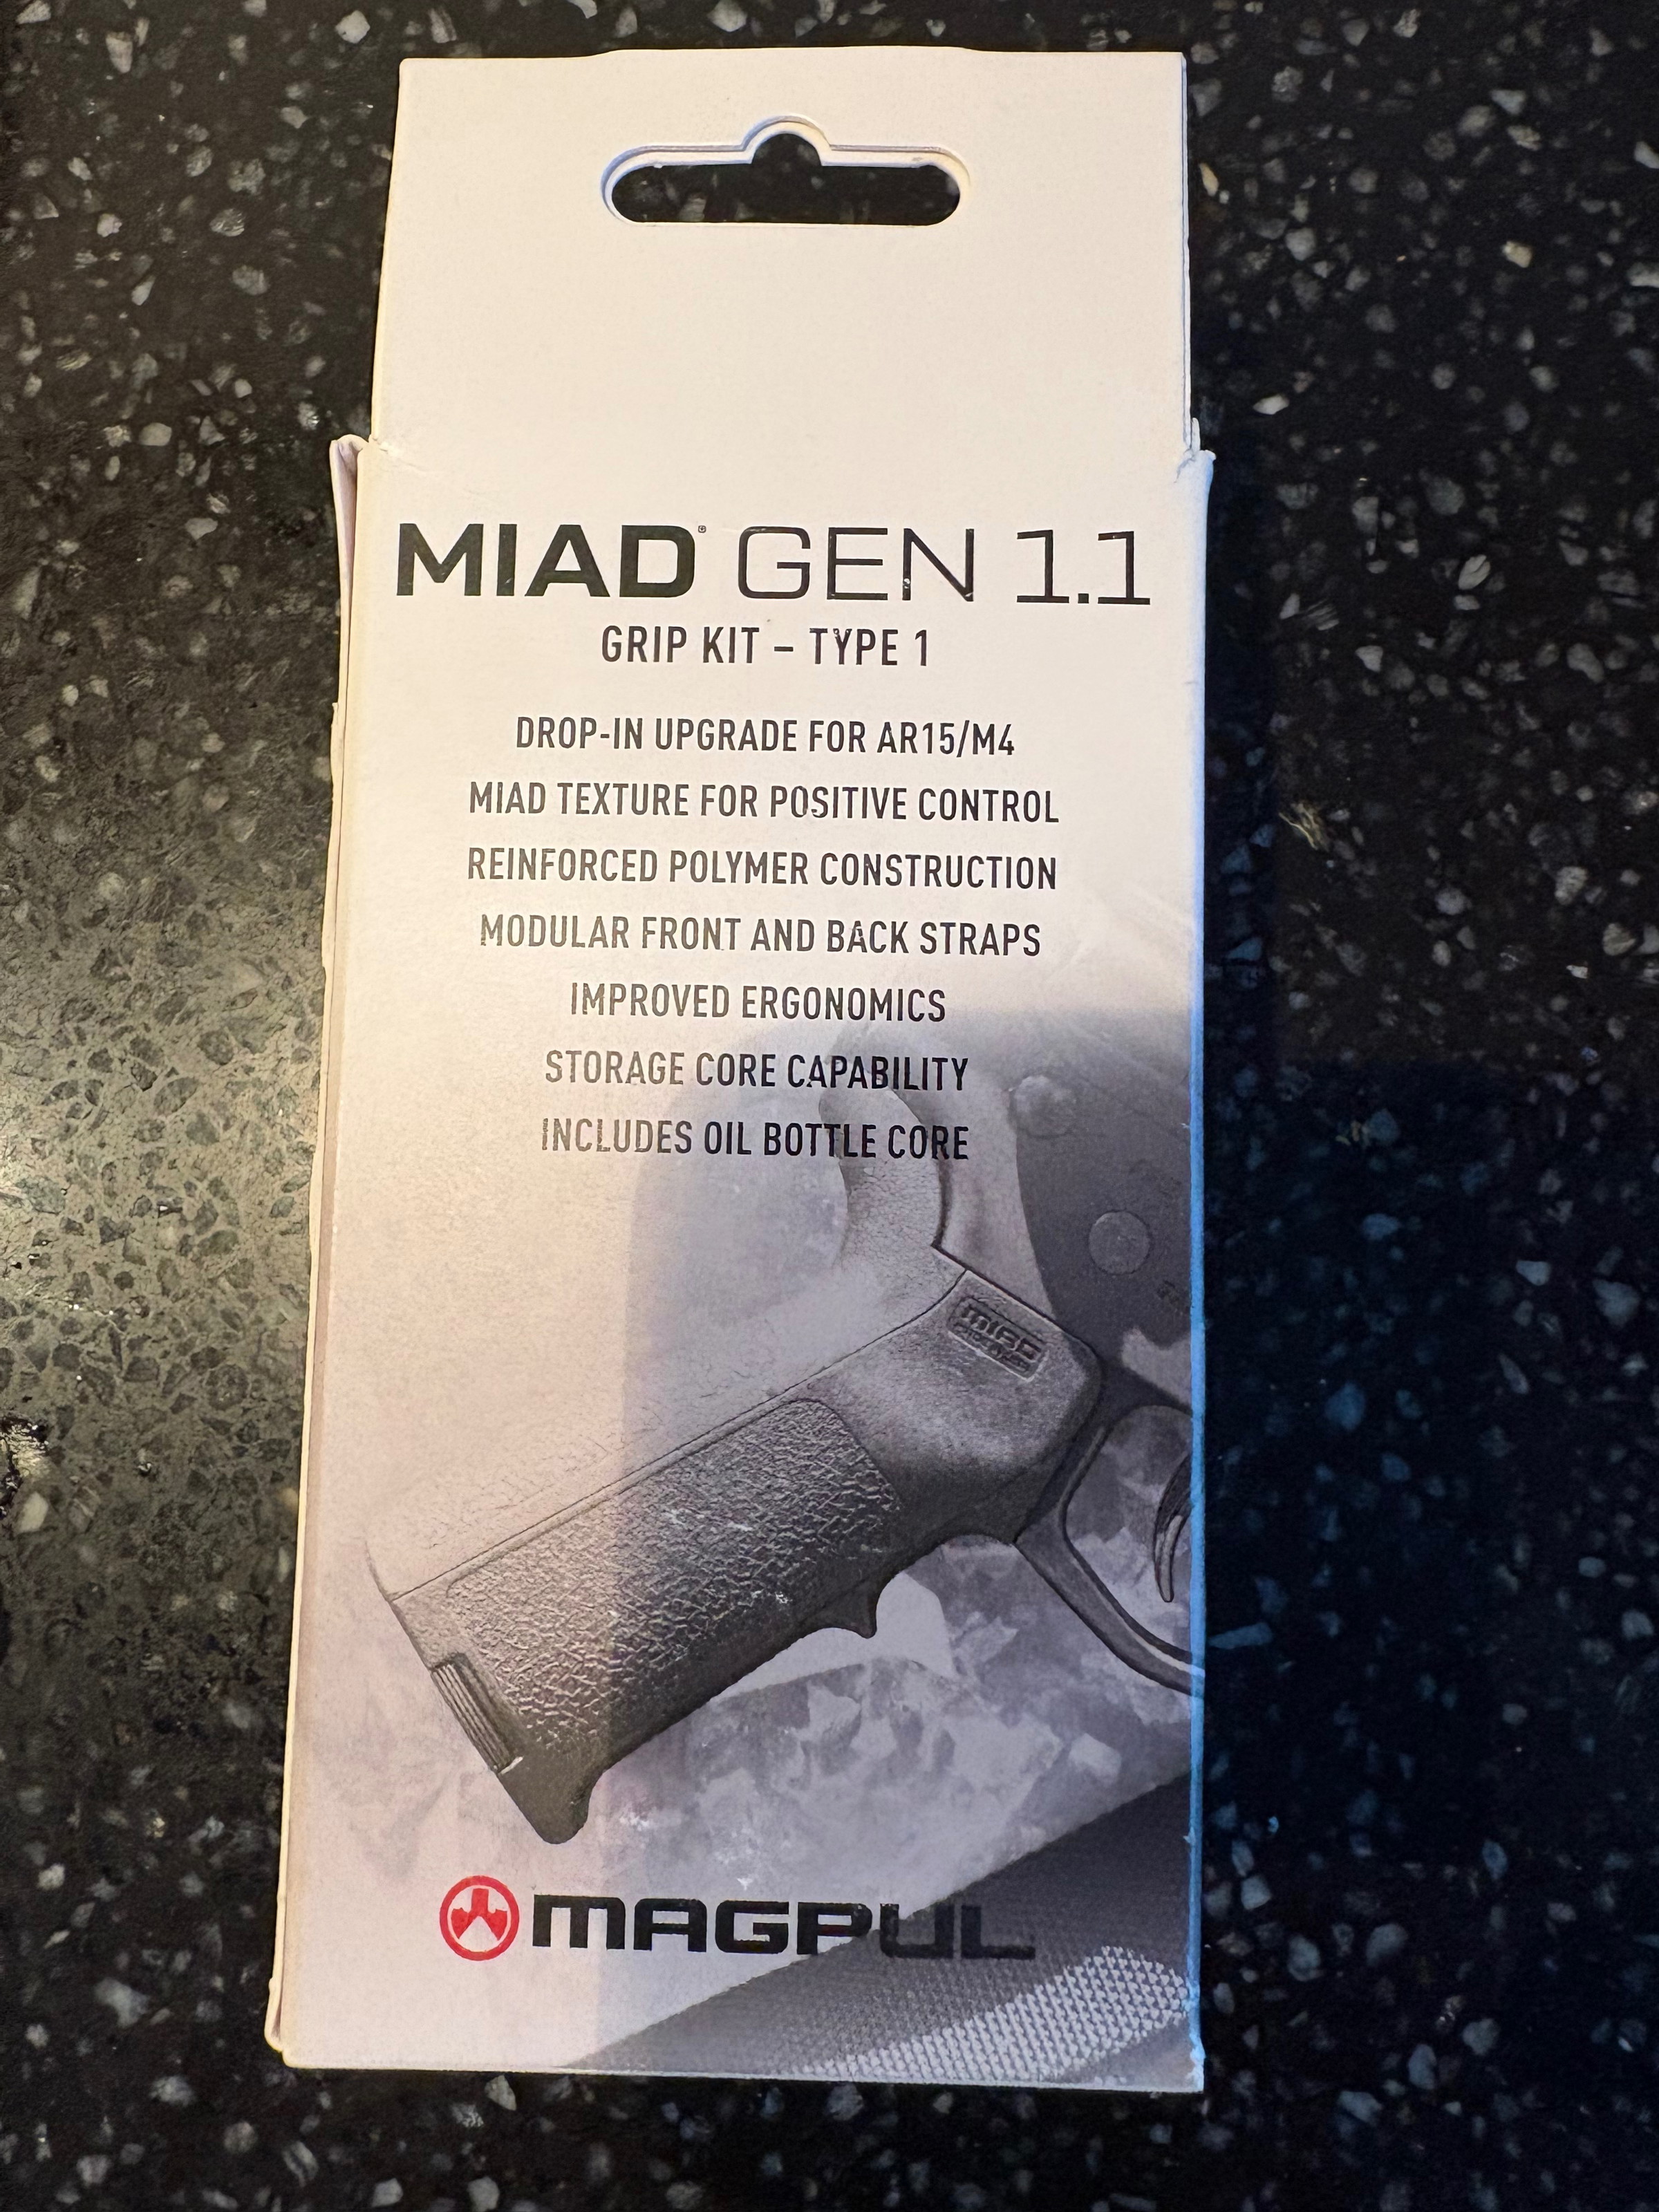 MIAD® GEN 1.1
GRIP KIT – TYPE 1
DROP-IN UPGRADE FOR AR15/M4
MIAD TEXTURE FOR POSITIVE CONTROL
REINFORCED POLYMER CONSTRUCTION
MODULAR FRONT AND BACK STRAPS
IMPROVED ERGONOMICS
STORAGE CORE CAPABILITY
INCLUDES OIL BOTTLE CORE
MIAD
MAGPUL